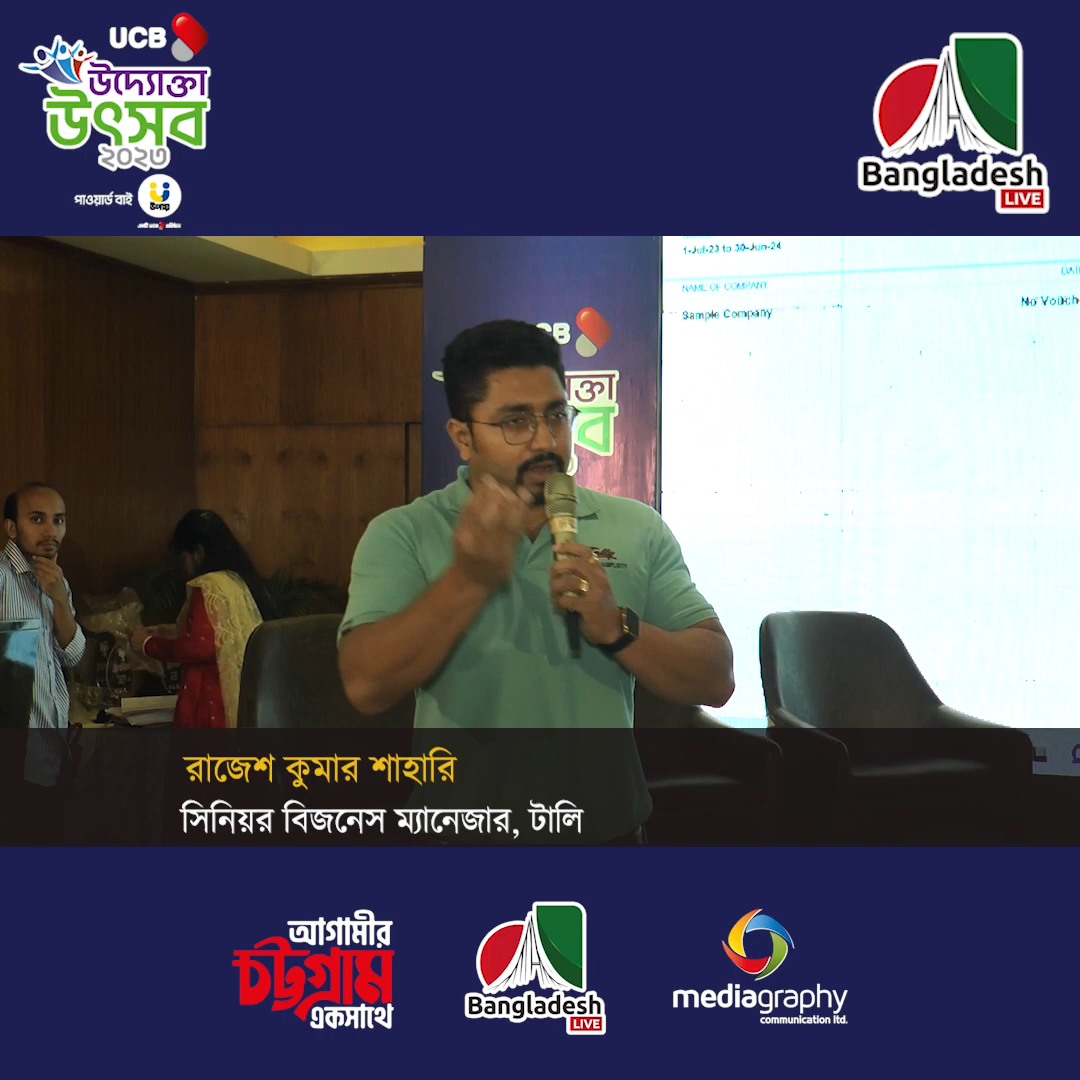 UCB
উদ্যোক্তা
উৎসব
২০২৩
পাওয়ার্ড বাই
উপায়
Bangladesh
LIVE
1-Jul-23 to 30-Jun-24
NAME OF COMPANY
Sample Company
No Vouch
ক্তা
ব
রাজেশ কুমার শাহারি
সিনিয়র বিজনেস ম্যানেজার, টালি
আগামীর
চট্টগ্রাম
একসাথে
Bangladesh
LIVE
mediagraphy
communication ltd.